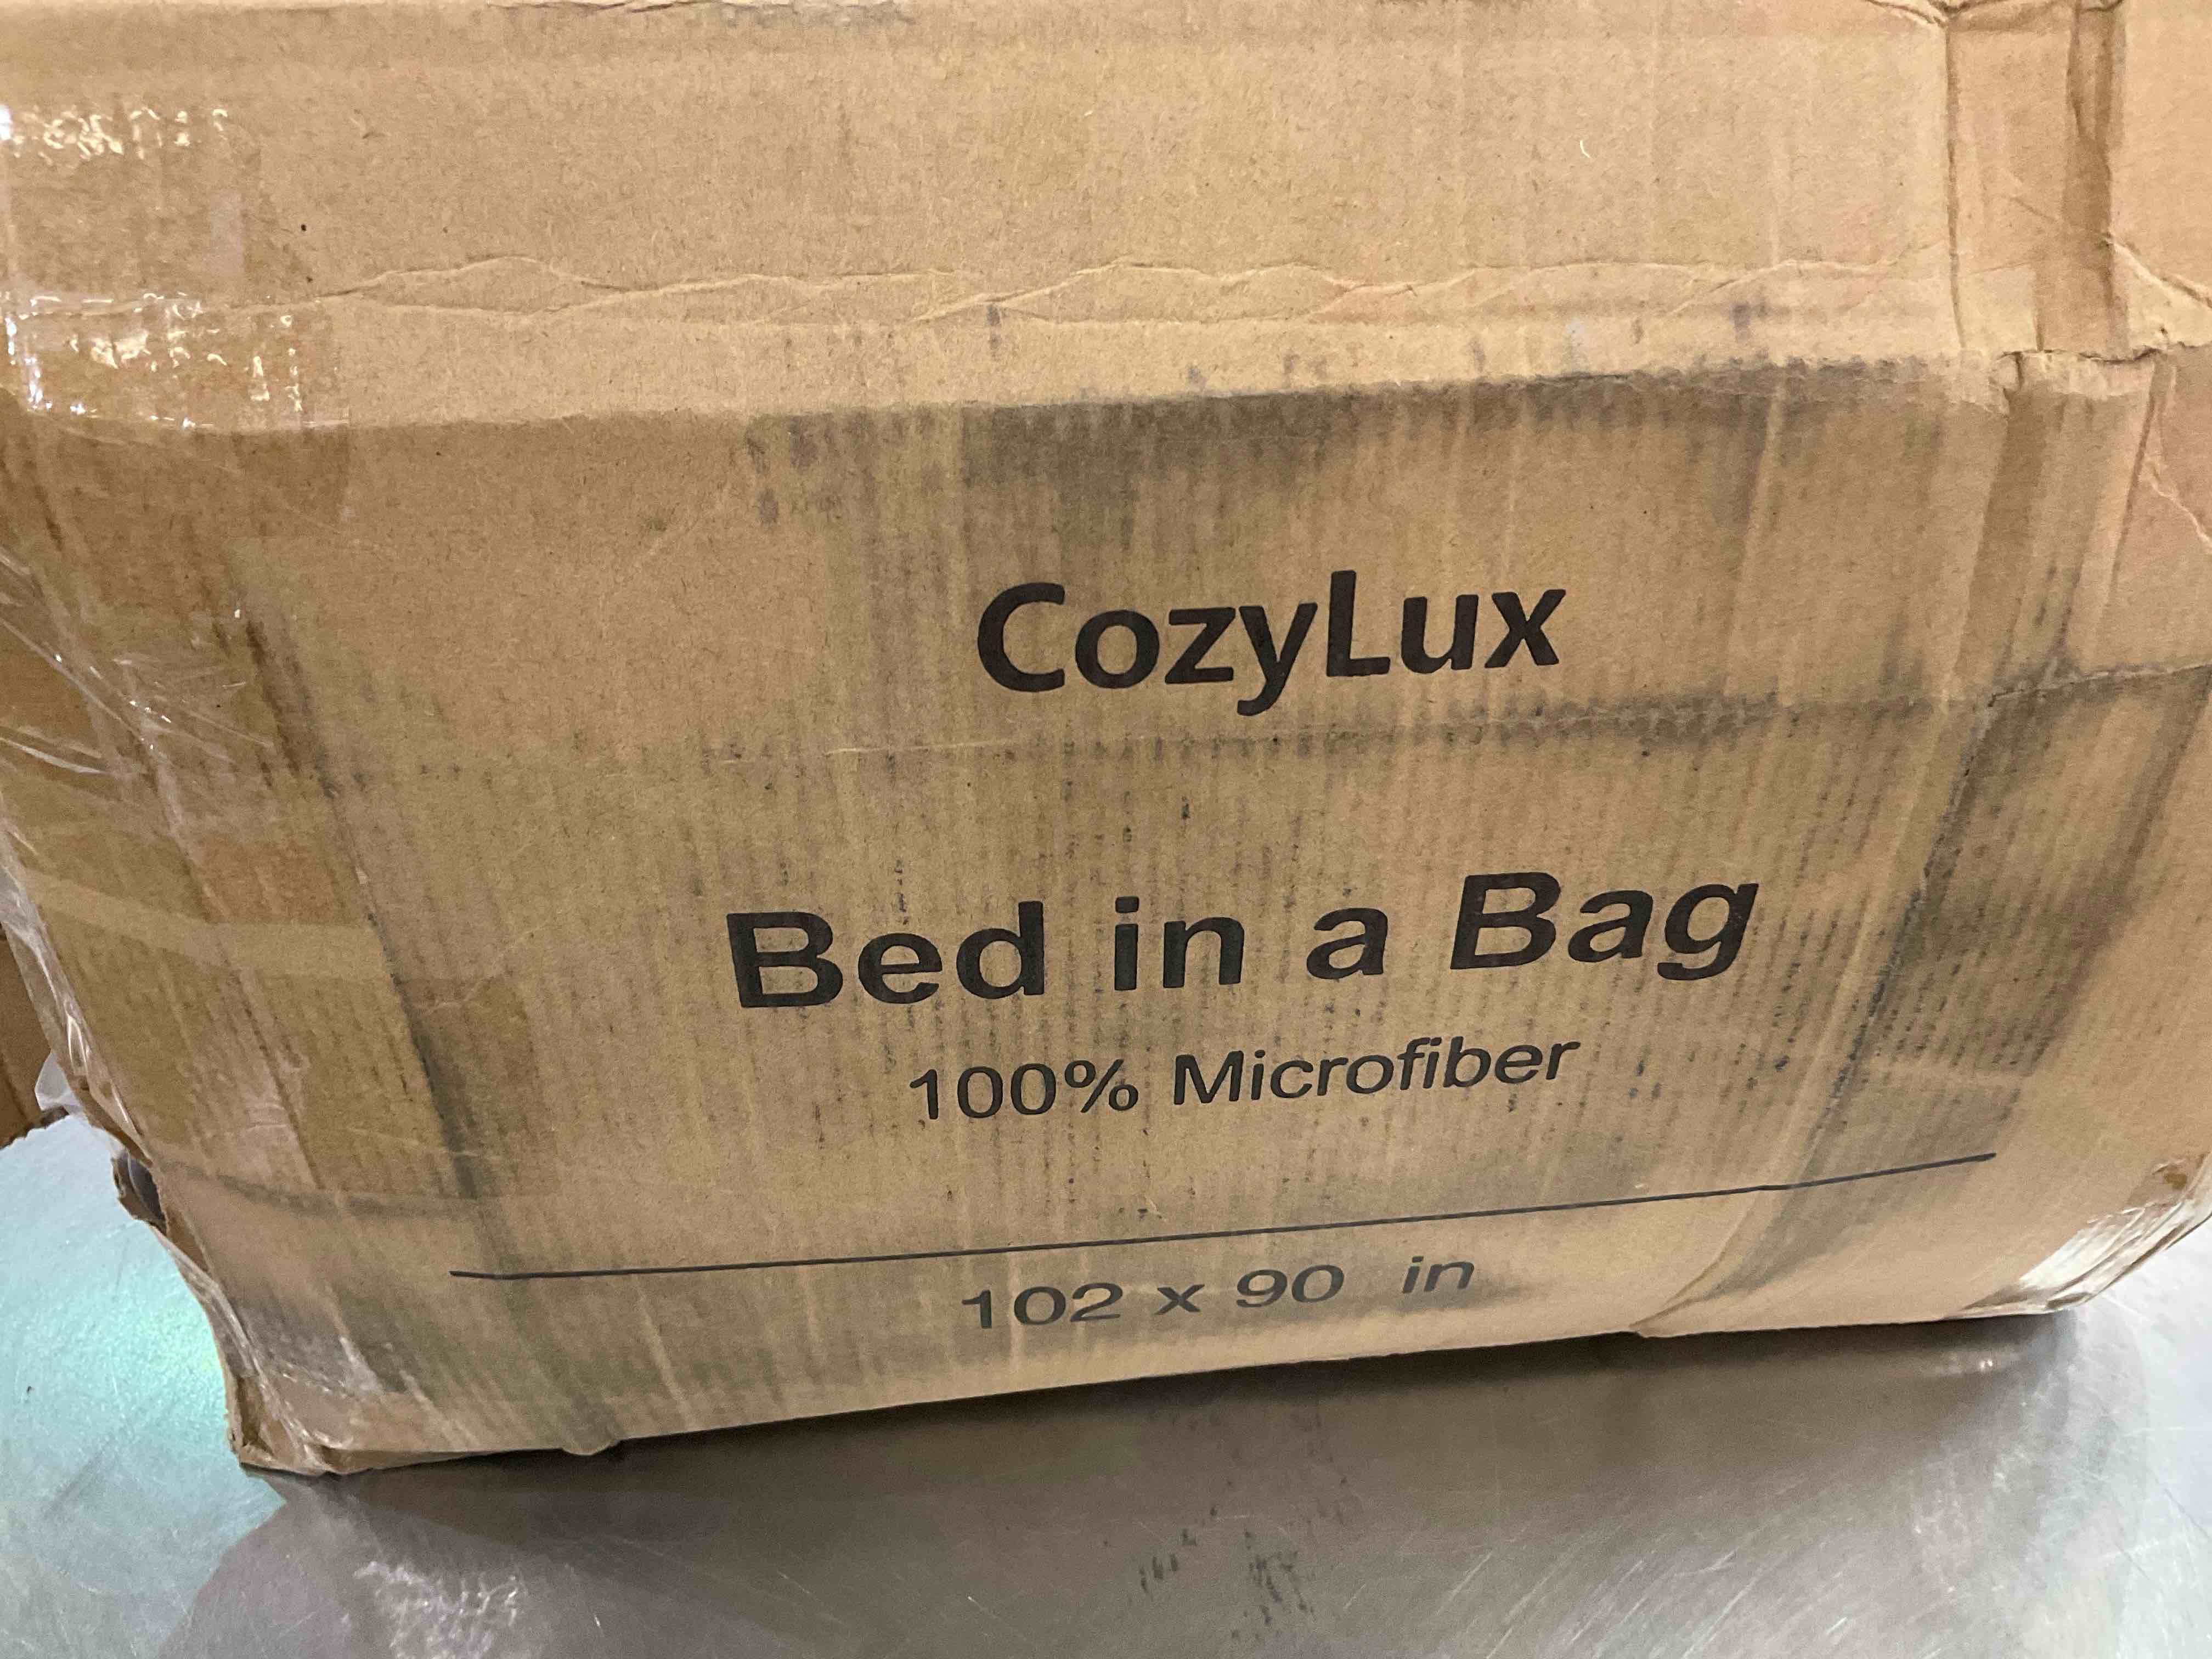 CozyLux
Bed in a Bag
100% Microfiber
102 x 90 in